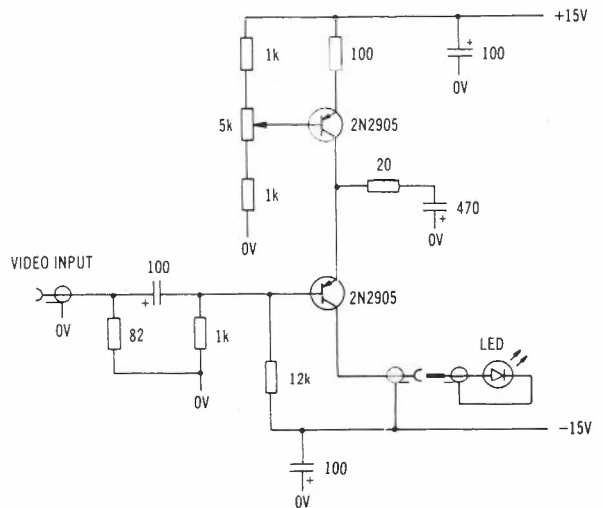 +15V
1k
100
+
100
0V
5k
2N2905
20
1k
470
+
0V
0V
VIDEO INPUT
100
+
2N2905
0V
82
1k
LED
12k
0V
−15V
100
+
0V